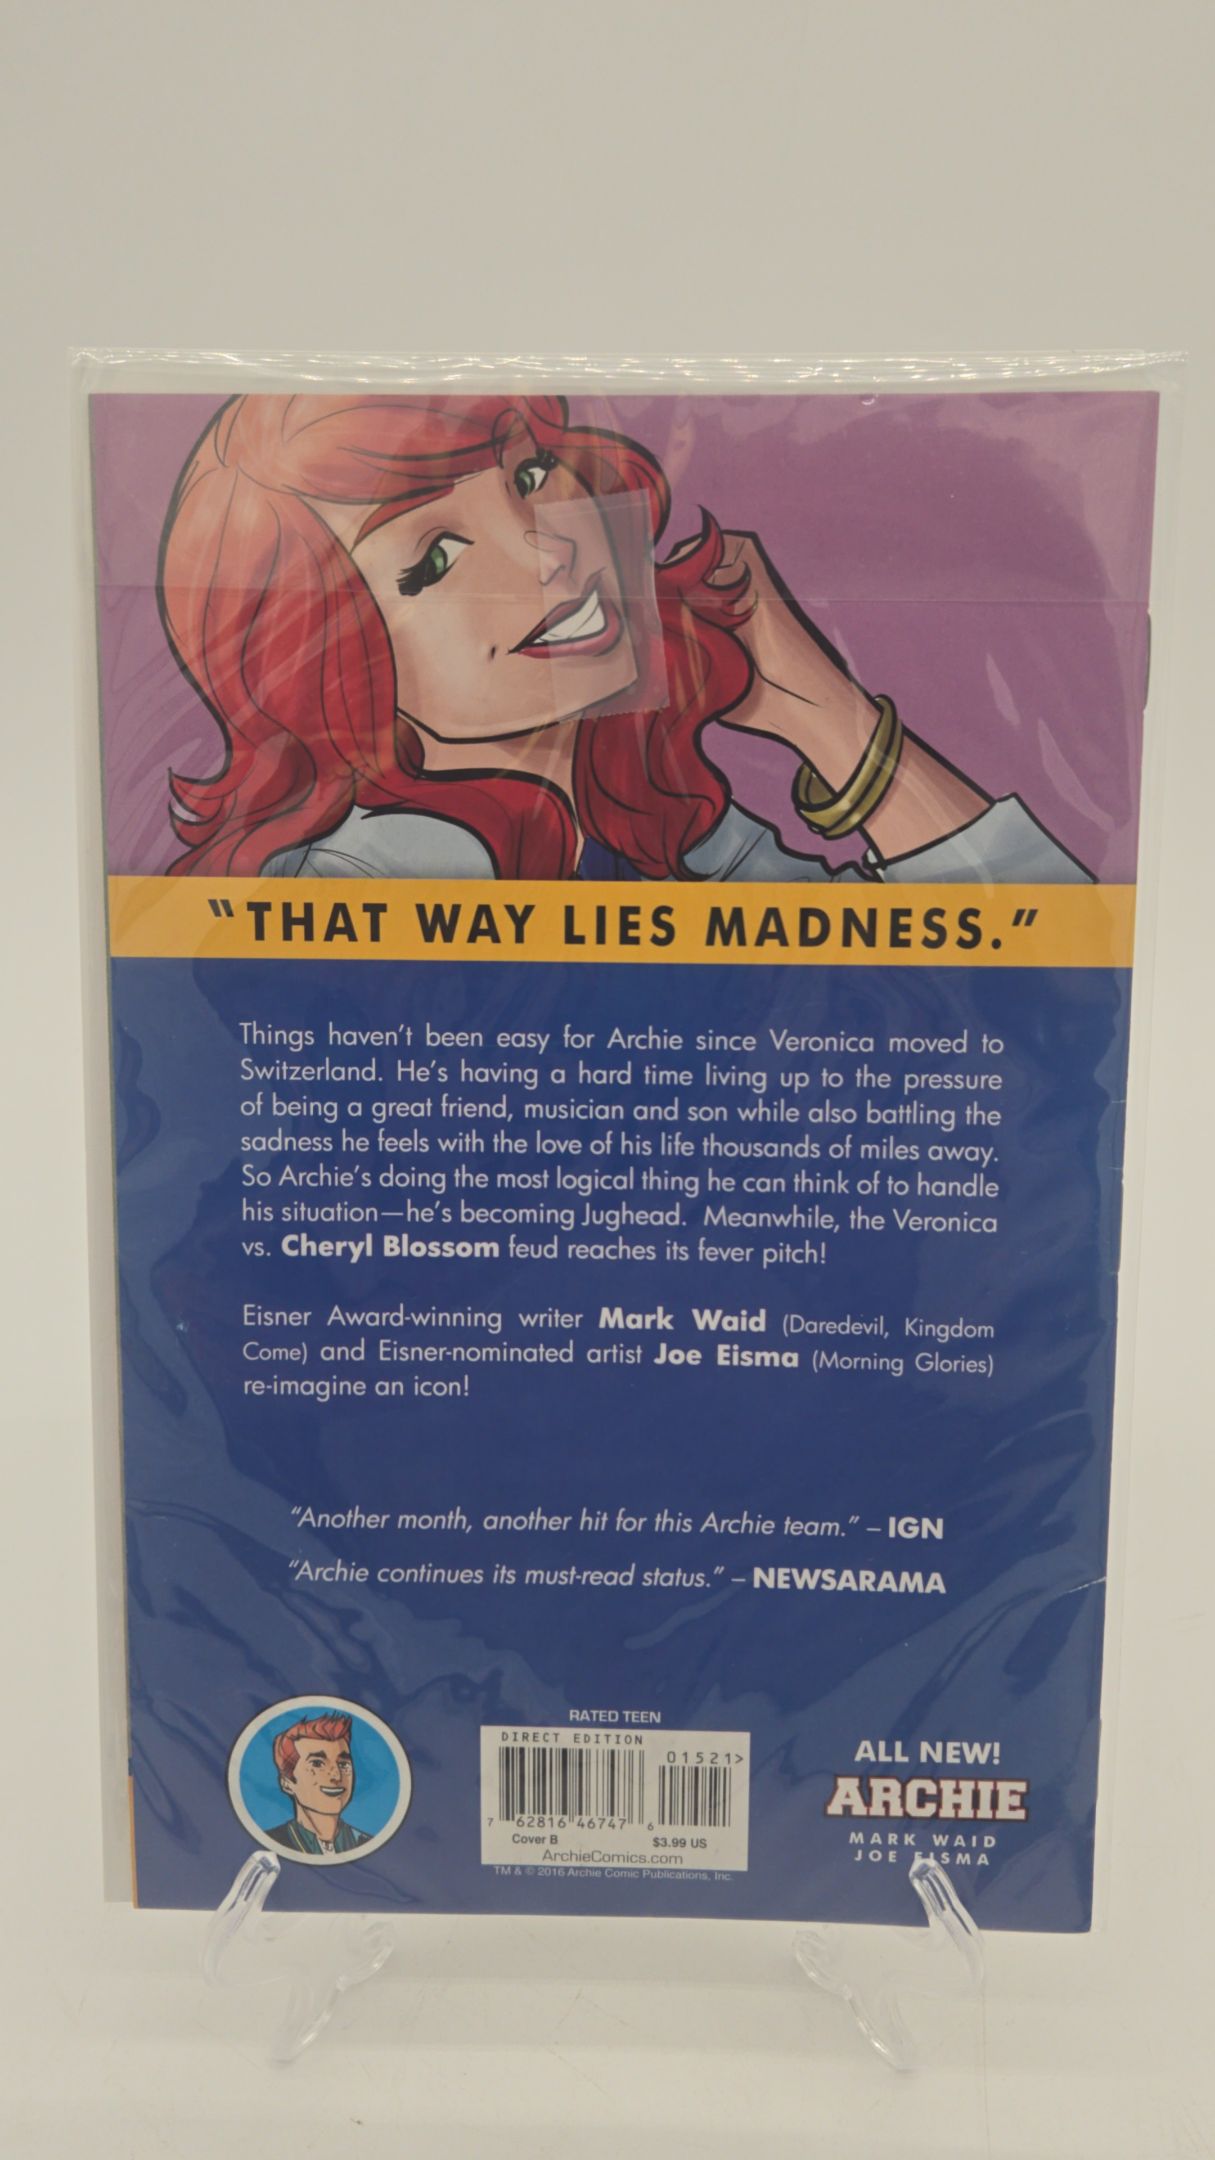 "THAT WAY LIES MADNESS."
Things haven't been easy for Archie since Veronica moved to
Switzerland. He's having a hard time living up to the pressure
of being a great friend, musician and son while also battling the
sadness he feels with the love of his life thousands of miles away.
So Archie's doing the most logical thing he can think of to handle
his situation—he's becoming Jughead. Meanwhile, the Veronica
vs. Cheryl Blossom feud reaches its fever pitch!
Eisner Award-winning writer Mark Waid (Daredevil, Kingdom
Come) and Eisner-nominated artist Joe Eisma (Morning Glories)
re-imagine an icon!
"Another month, another hit for this Archie team." – IGN
"Archie continues its must-read status." – NEWSARAMA
RATED TEEN
DIRECT EDITION
01521>
7 62816 46747 6
Cover B $3.99 US
ArchieComics.com
TM & © 2016 Archie Comic Publications, Inc.
ALL NEW!
ARCHIE
MARK WAID
JOE EISMA